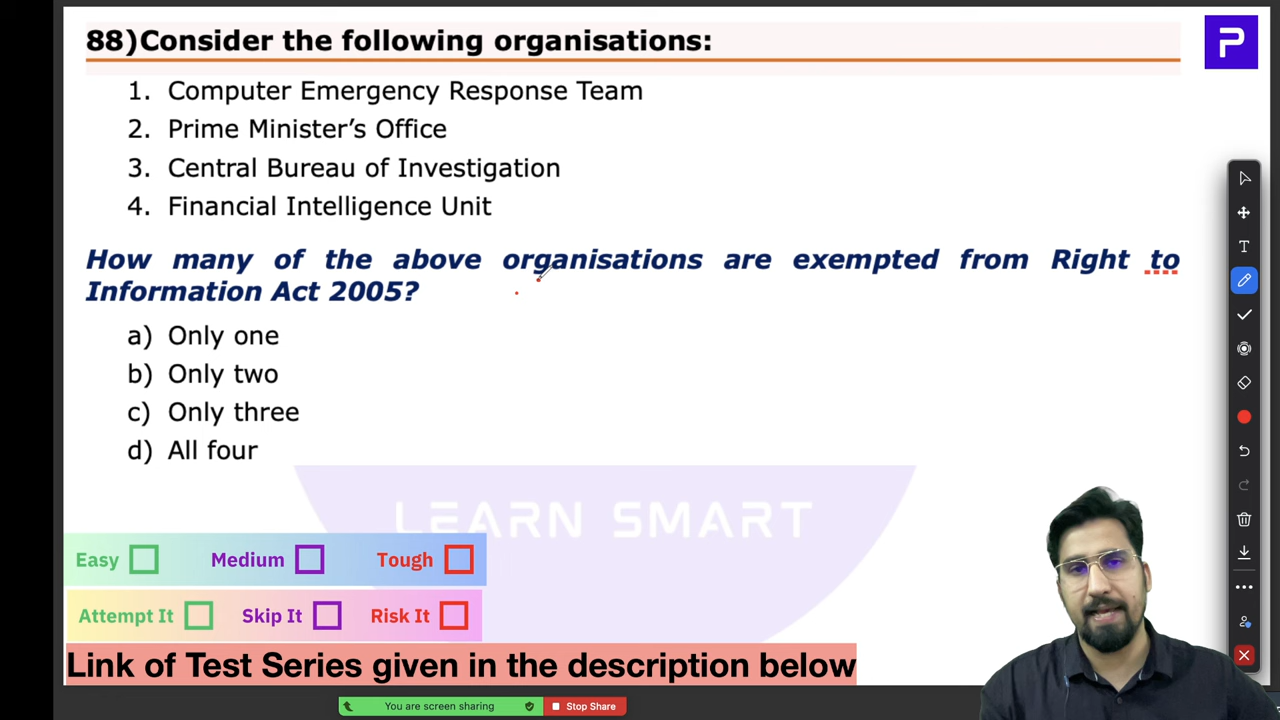 88)Consider the following organisations:
P
1. Computer Emergency Response Team
2. Prime Minister’s Office
3. Central Bureau of Investigation
4. Financial Intelligence Unit
How many of the above organisations are exempted from Right to
Information Act 2005?
a) Only one
b) Only two
c) Only three
d) All four
LEARN SMART
Easy Medium Tough
Attempt It Skip It Risk It
Link of Test Series given in the description below
You are screen sharing Stop Share